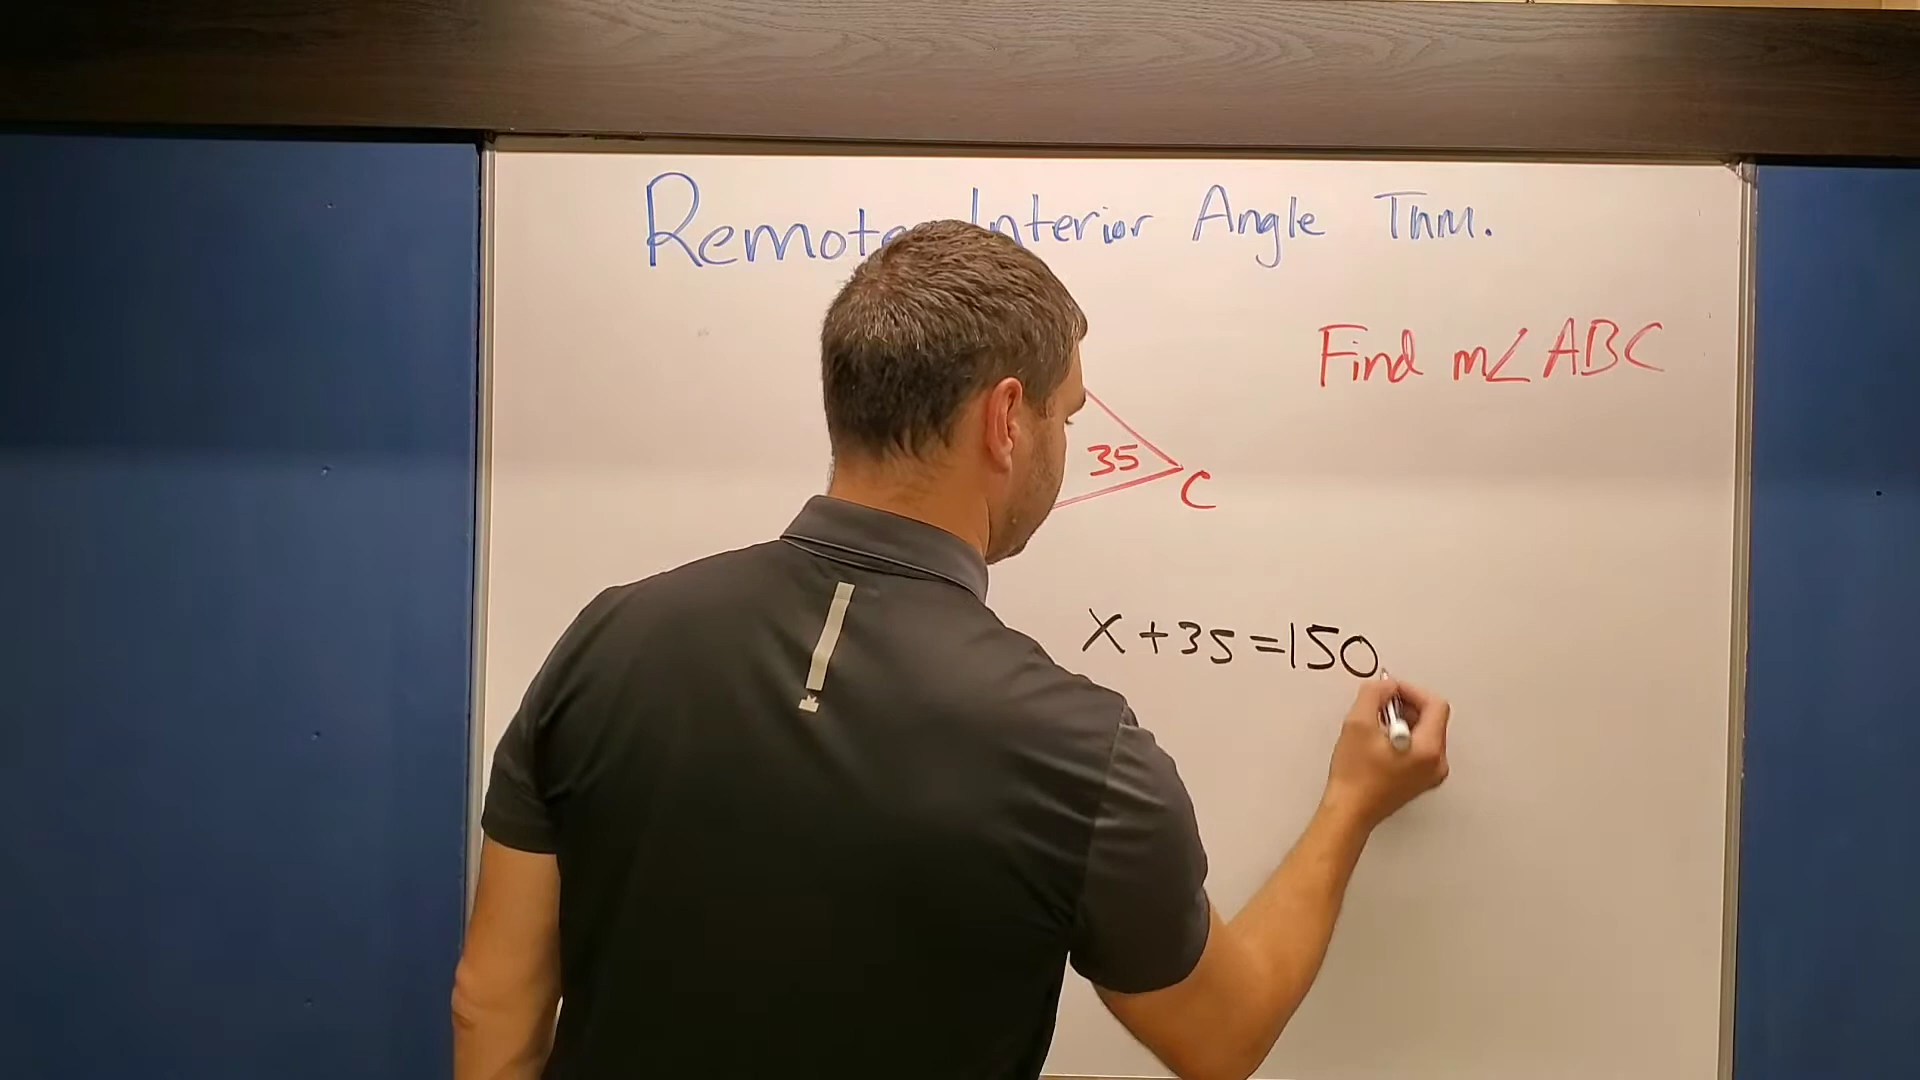 Remote Interior Angle Thm.
Find m∠ABC
35
C
x+35=150